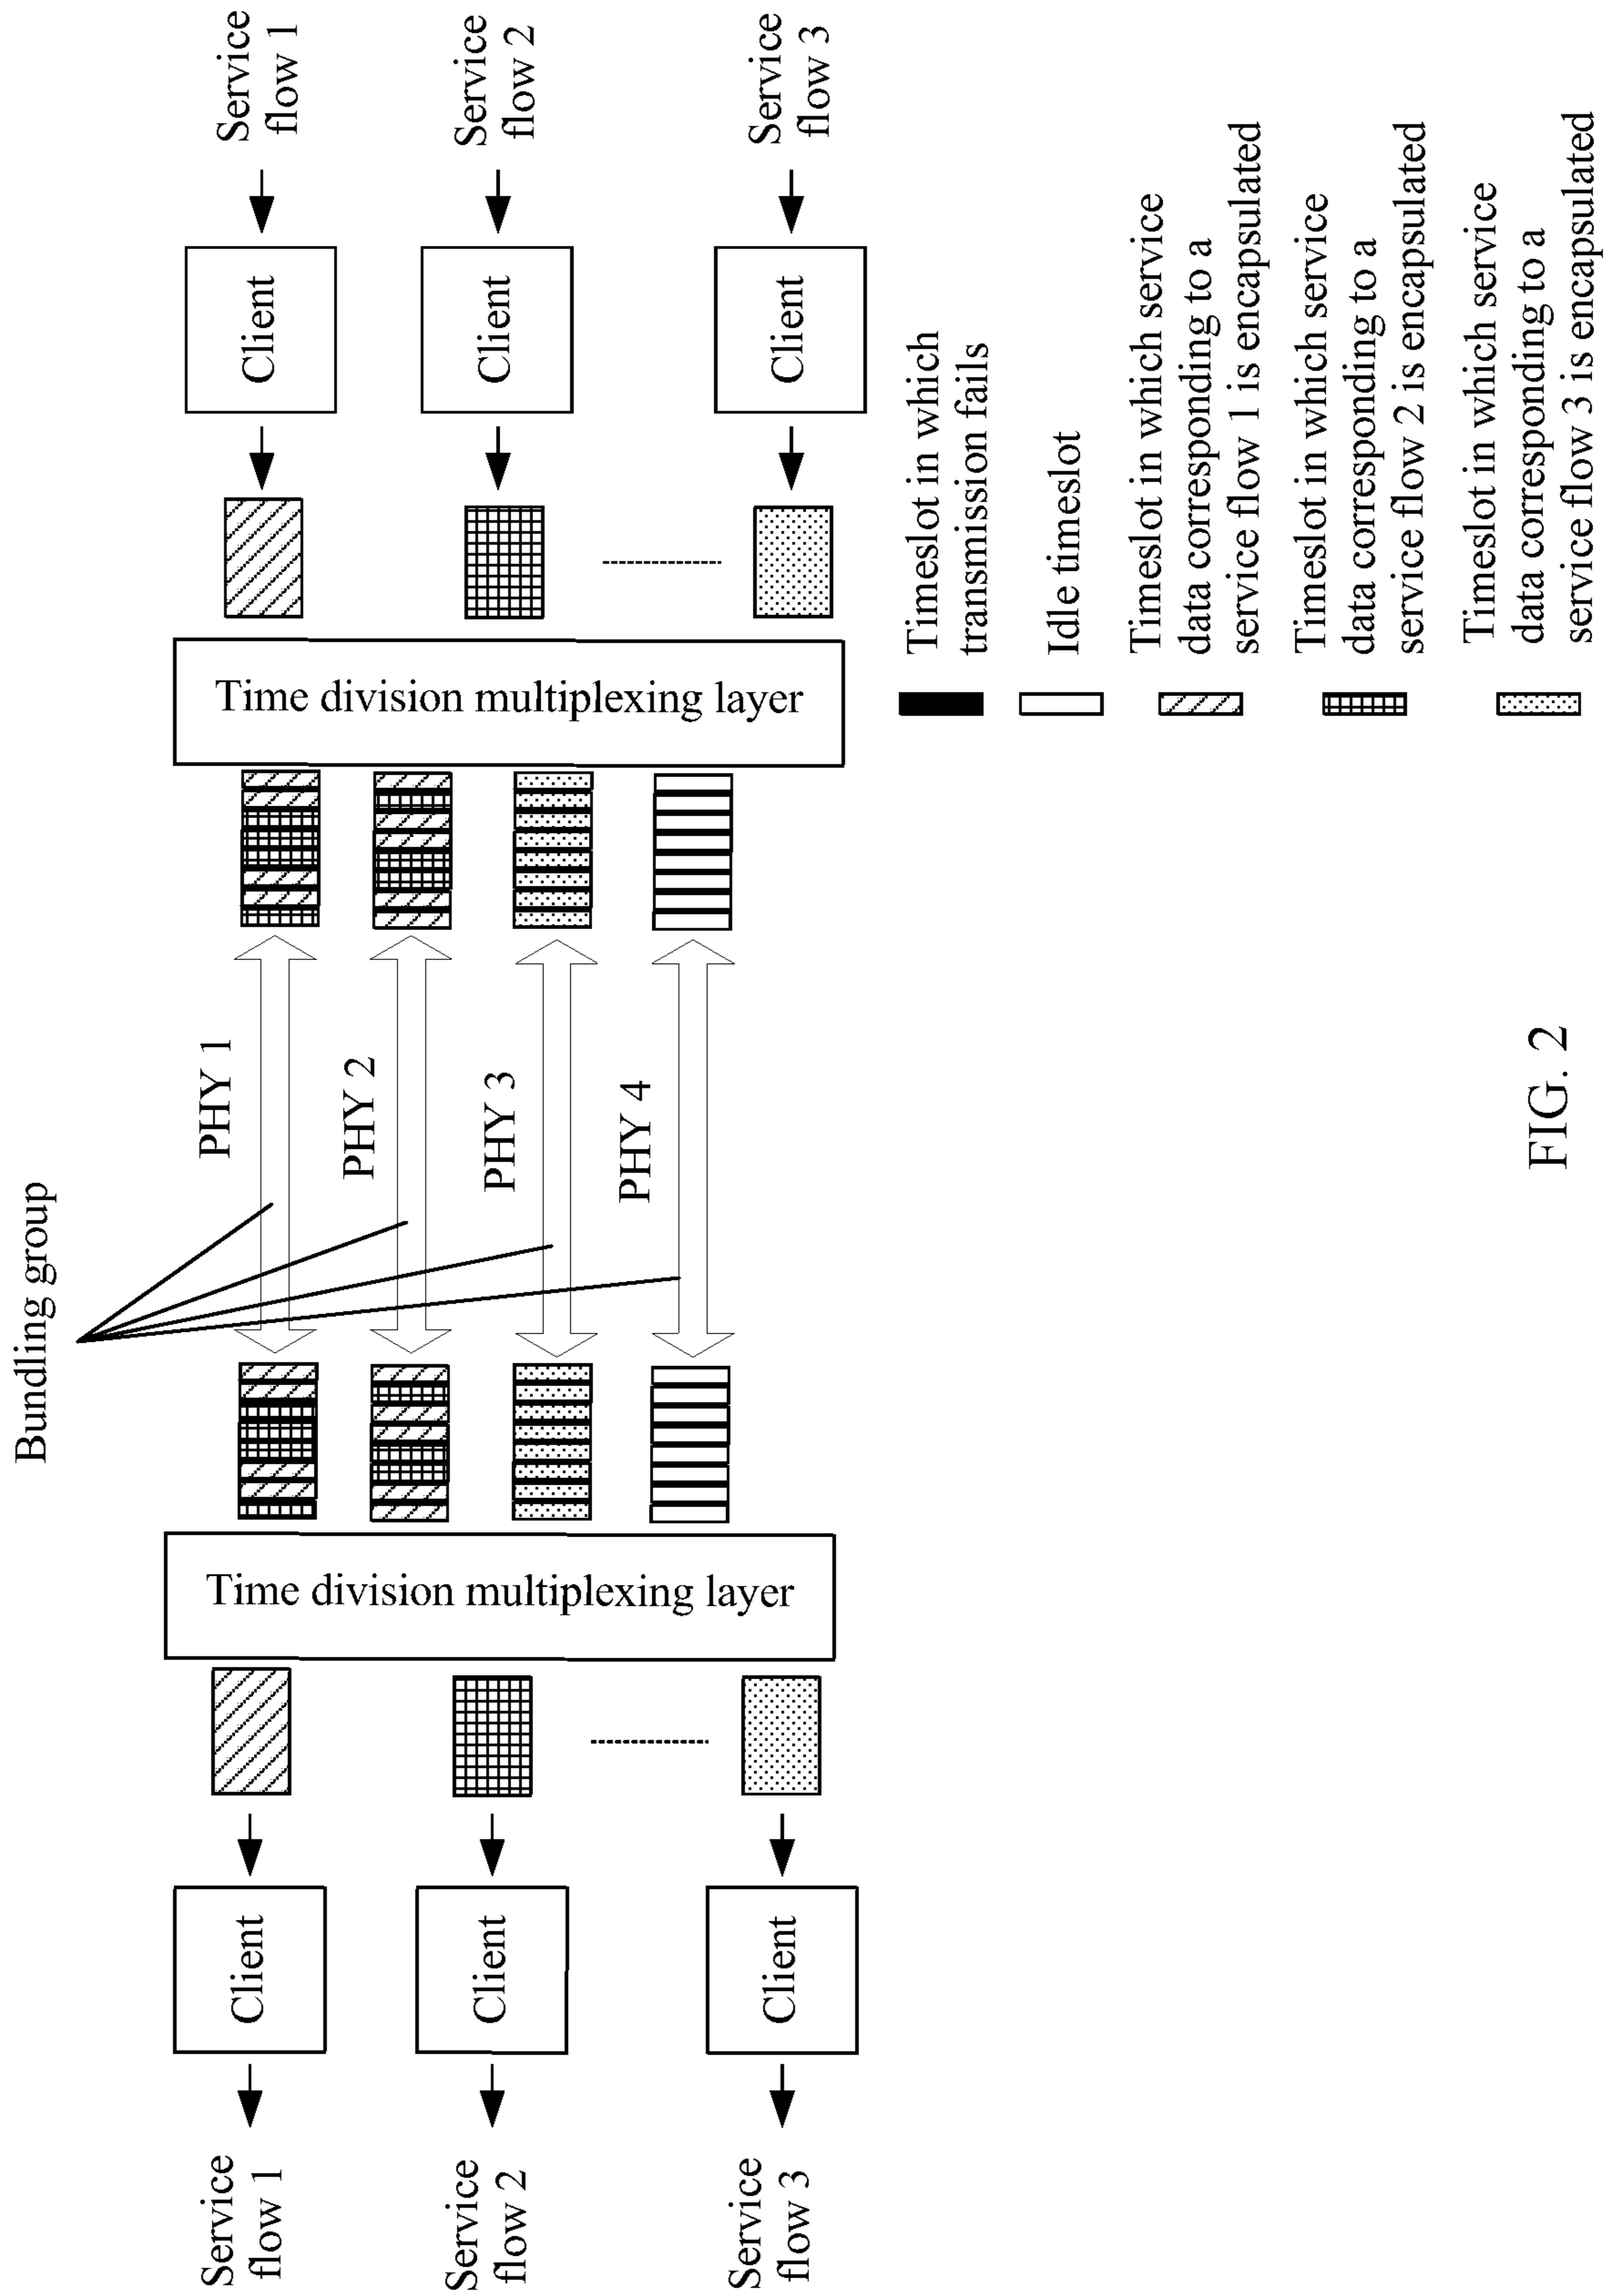 Bundling group
Service
flow 1
Client
Time division multiplexing layer
PHY 1
Time division multiplexing layer
Client
Service
flow 1
Service
flow 2
Client
PHY 2
Client
Service
flow 2
PHY 3
Service
flow 3
Client
PHY 4
Client
Service
flow 3
Timeslot in which
transmission fails
Idle timeslot
Timeslot in which service
data corresponding to a
service flow 1 is encapsulated
Timeslot in which service
data corresponding to a
service flow 2 is encapsulated
Timeslot in which service
data corresponding to a
service flow 3 is encapsulated
FIG. 2